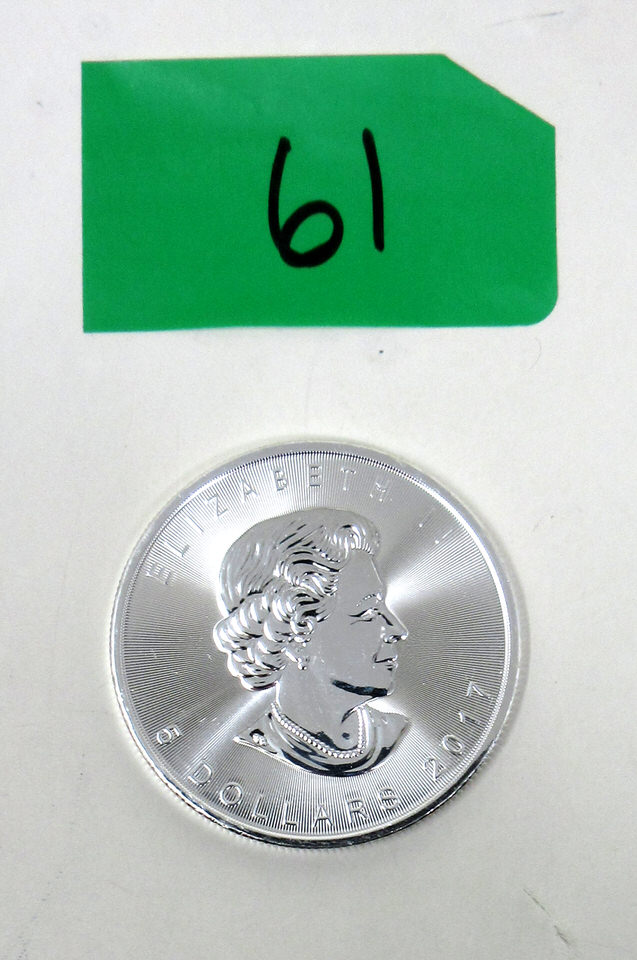 61
ELIZABETH II
5 DOLLARS 2017